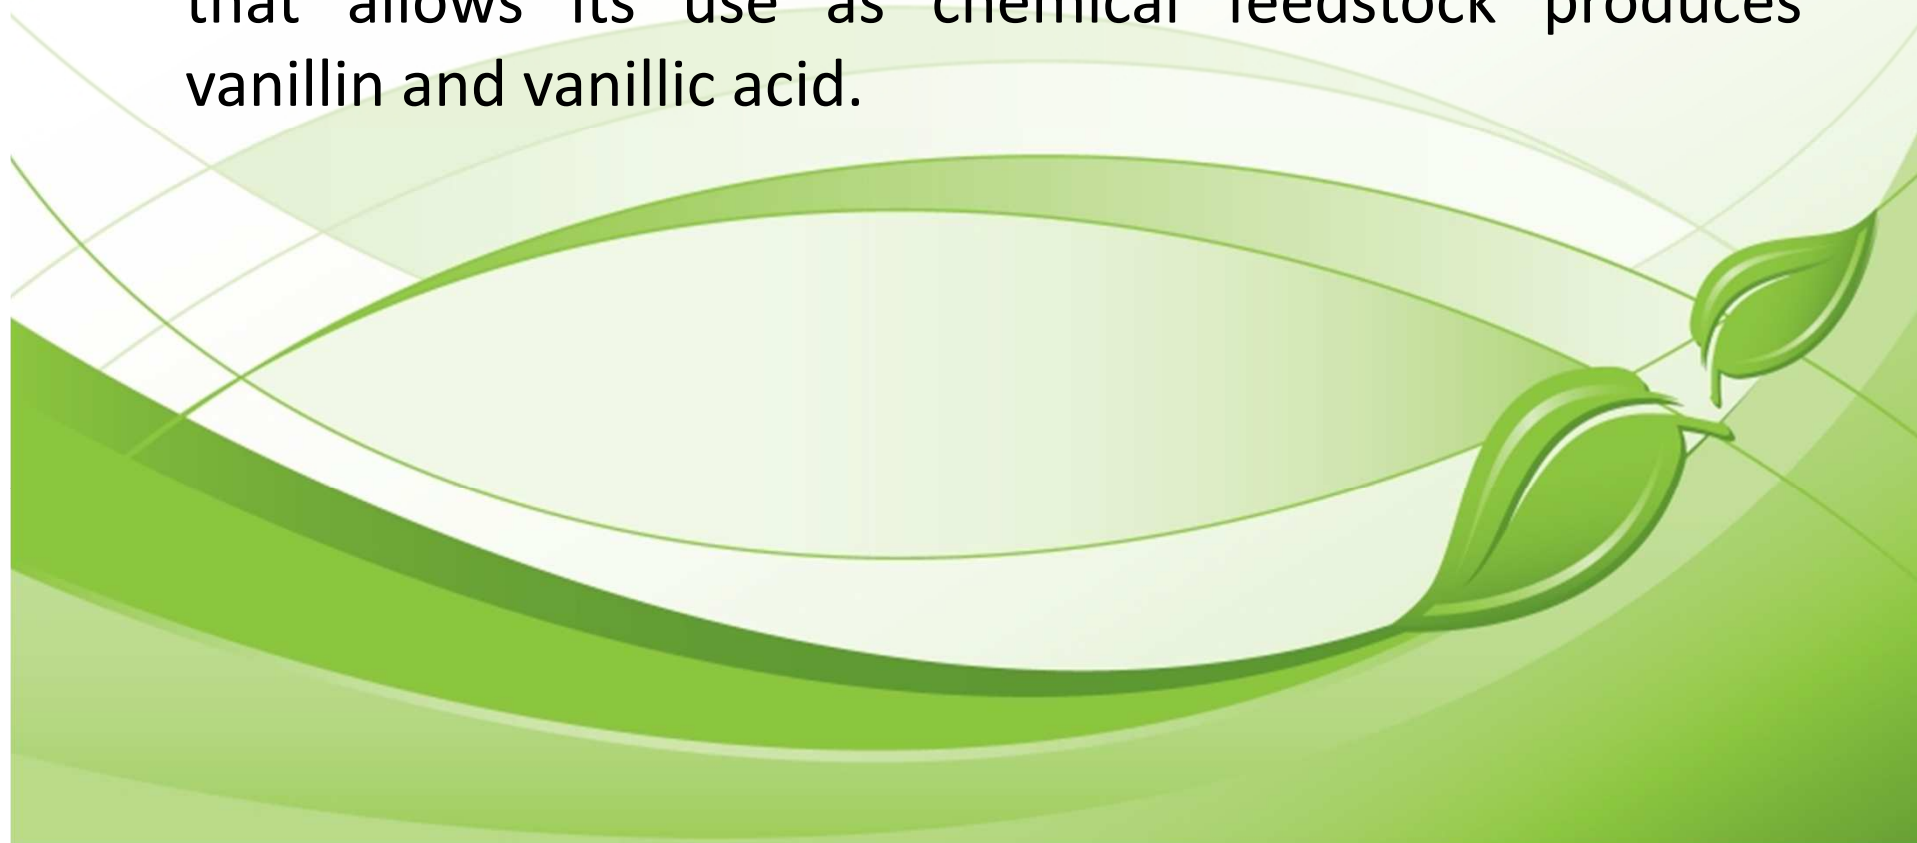 that allows its use as chemical feedstock produces
vanillin and vanillic acid.